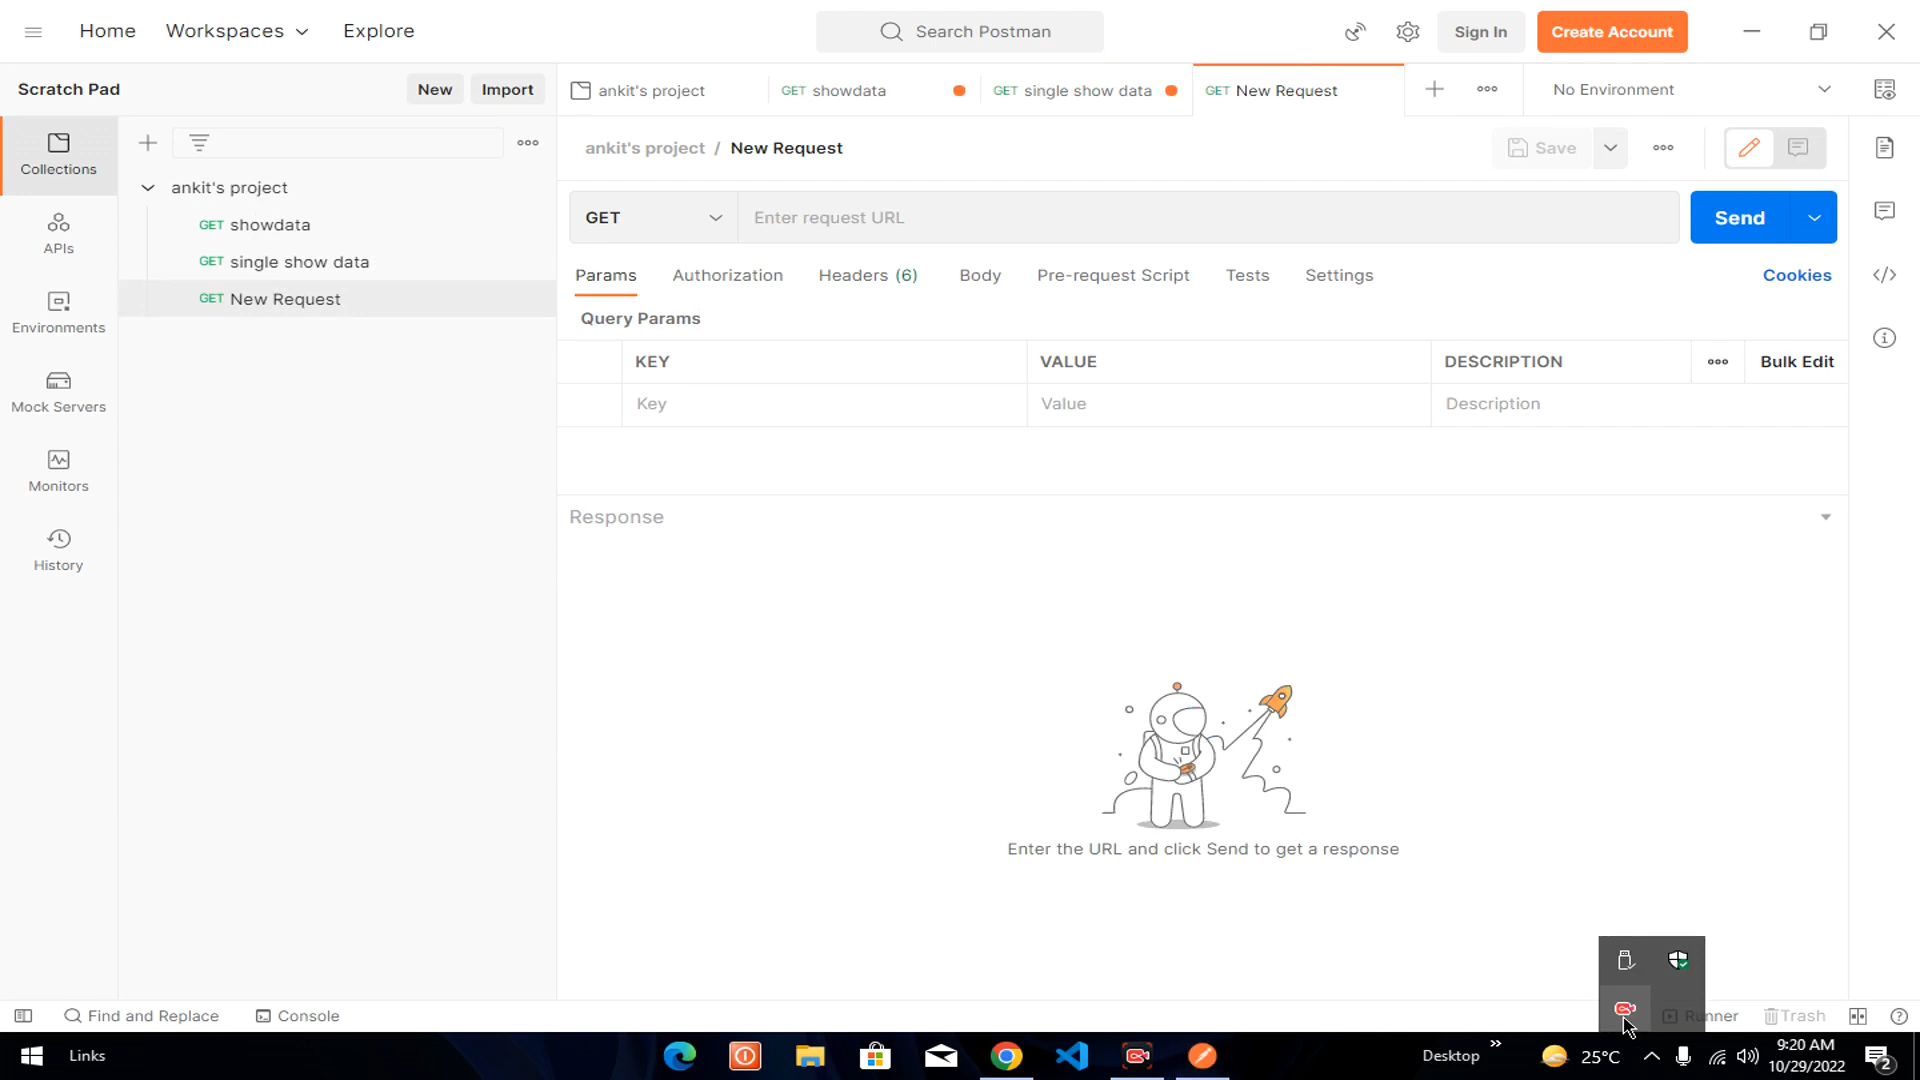 Home
Workspaces
Explore
Search Postman
Sign In
Create Account
Scratch Pad
New
Import
ankit's project
GET showdata
GET single show data
GET New Request
No Environment
Collections
APIs
Environments
Mock Servers
Monitors
History
ankit's project
GET showdata
GET single show data
GET New Request
ankit's project / New Request
Save
GET
Enter request URL
Send
Params
Authorization
Headers (6)
Body
Pre-request Script
Tests
Settings
Cookies
Query Params
KEY
VALUE
DESCRIPTION
Bulk Edit
Key
Value
Description
Response
Enter the URL and click Send to get a response
Find and Replace
Console
Runner
Trash
Links
Desktop
25°C
9:20 AM
10/29/2022
2